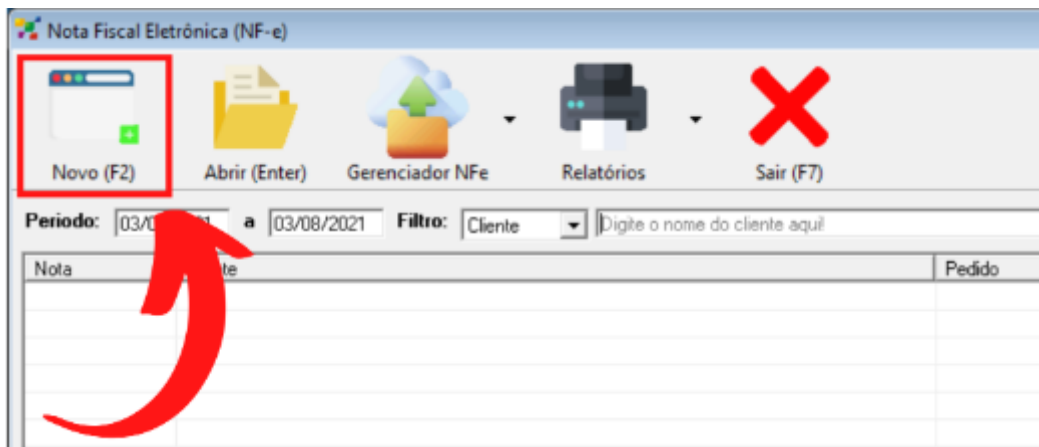 Nota Fiscal Eletrônica (NF-e)
Novo (F2) Abrir (Enter) Gerenciador NFe Relatórios Sair (F7)
Periodo: a 03/08/2021 Filtro: Cliente Digite o nome do cliente aqui!
Nota Pedido